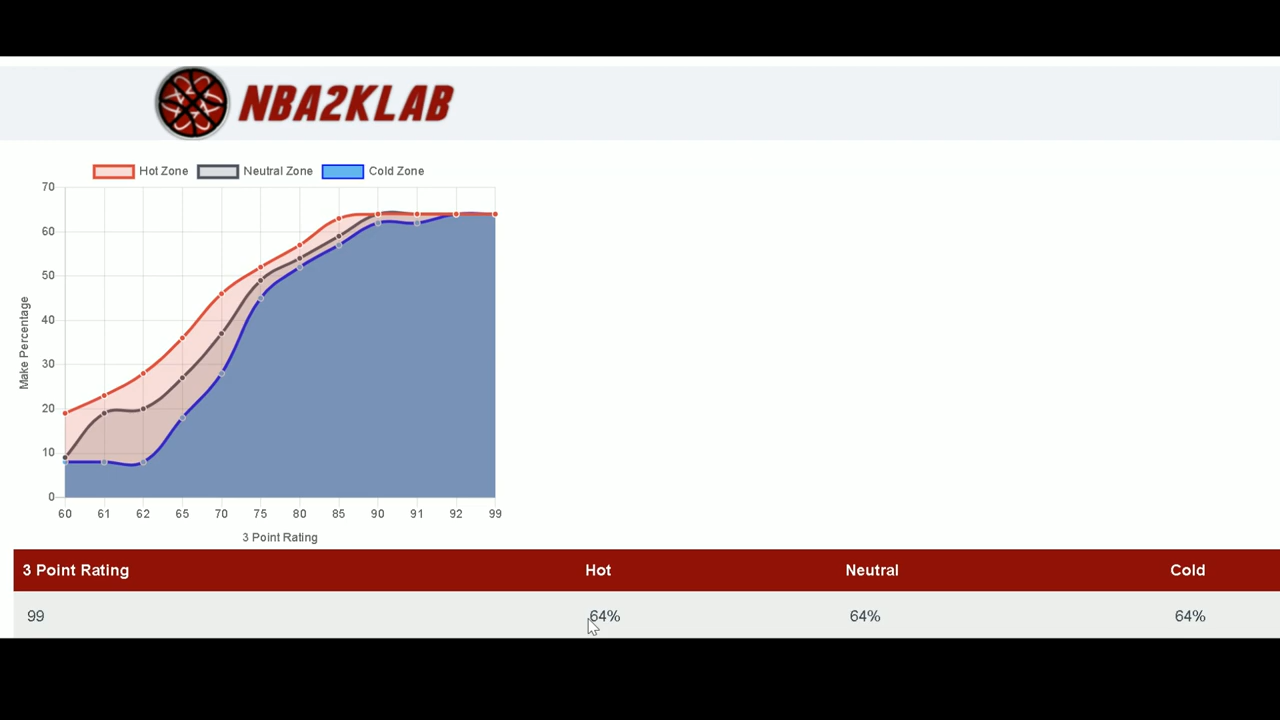 NBA2KLAB
Hot Zone Neutral Zone Cold Zone
70
60
50
40
30
20
10
0
Make Percentage
60 61 62 65 70 75 80 85 90 91 92 99
3 Point Rating
3 Point Rating Hot Neutral Cold
99 64% 64% 64%